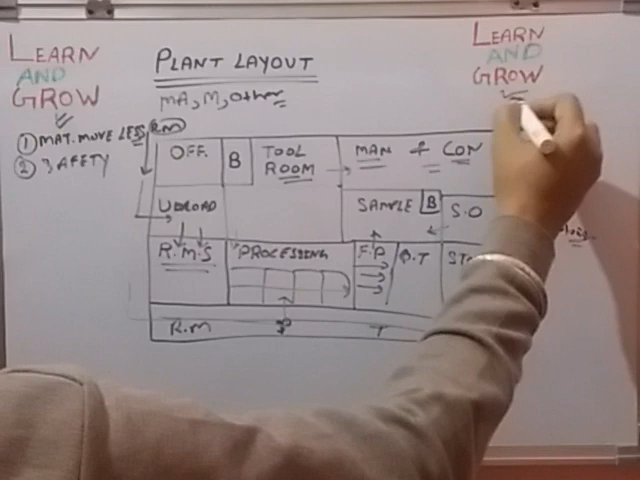 LEARN
AND
GROW
PLANT LAYOUT
MA, M, Other
LEARN
AND
GROW
① MAT. MOVE LESS
RM
② SAFETY
OFF.
B
TOOL
ROOM
MAN & CON
UNLOAD
SAMPLE
B
S.O
R.M.S
PROCESSING
F.P
Q.T
R.M
P
T